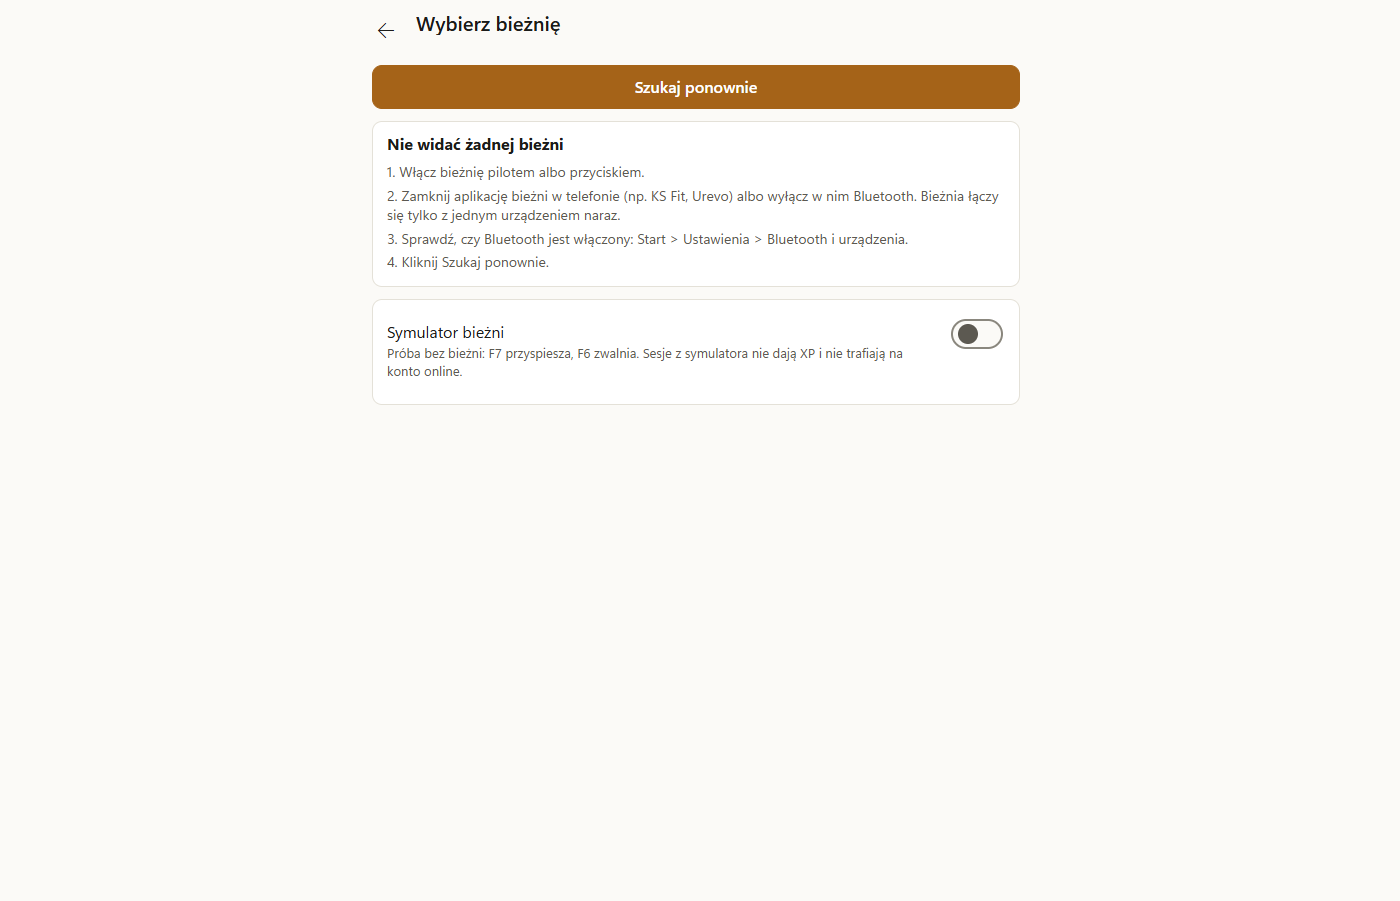 Wybierz bieżnię
Szukaj ponownie
Nie widać żadnej bieżni
1. Włącz bieżnię pilotem albo przyciskiem.
2. Zamknij aplikację bieżni w telefonie (np. KS Fit, Urevo) albo wyłącz w nim Bluetooth. Bieżnia łączy
się tylko z jednym urządzeniem naraz.
3. Sprawdź, czy Bluetooth jest włączony: Start > Ustawienia > Bluetooth i urządzenia.
4. Kliknij Szukaj ponownie.
Symulator bieżni
Próba bez bieżni: F7 przyspiesza, F6 zwalnia. Sesje z symulatora nie dają XP i nie trafiają na
konto online.